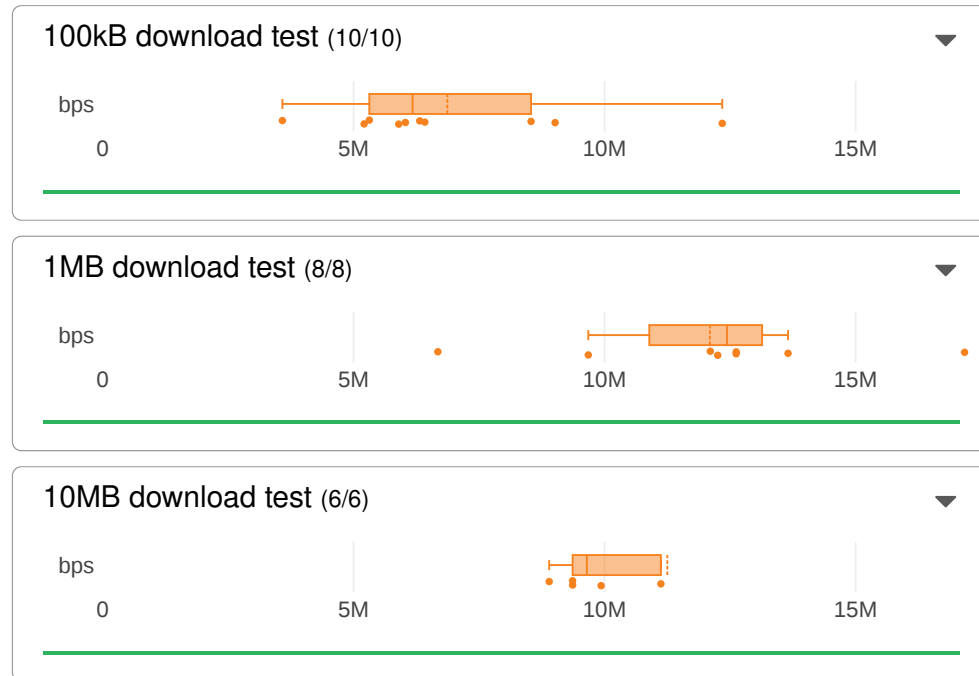 100kB download test (10/10)
bps
0 5M 10M 15M
1MB download test (8/8)
bps
0 5M 10M 15M
10MB download test (6/6)
bps
0 5M 10M 15M